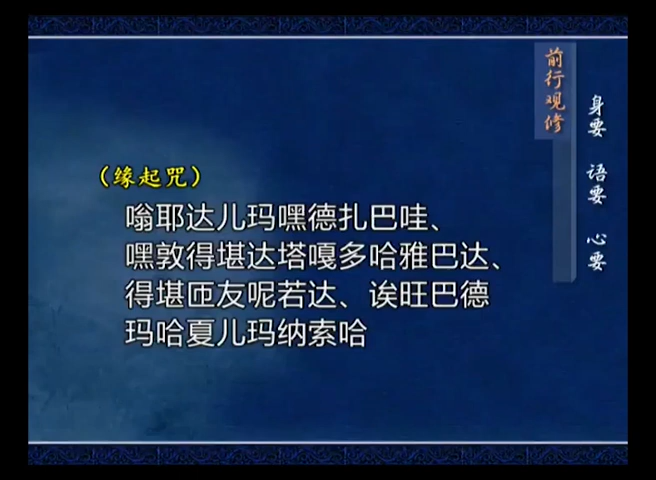 前行观修
身要 语要 心要
（缘起咒）
嗡耶达儿玛嘿德扎巴哇、
嘿敦得堪达塔嘎多哈雅巴达、
得堪匝友呢若达、诶旺巴德
玛哈夏儿玛纳索哈